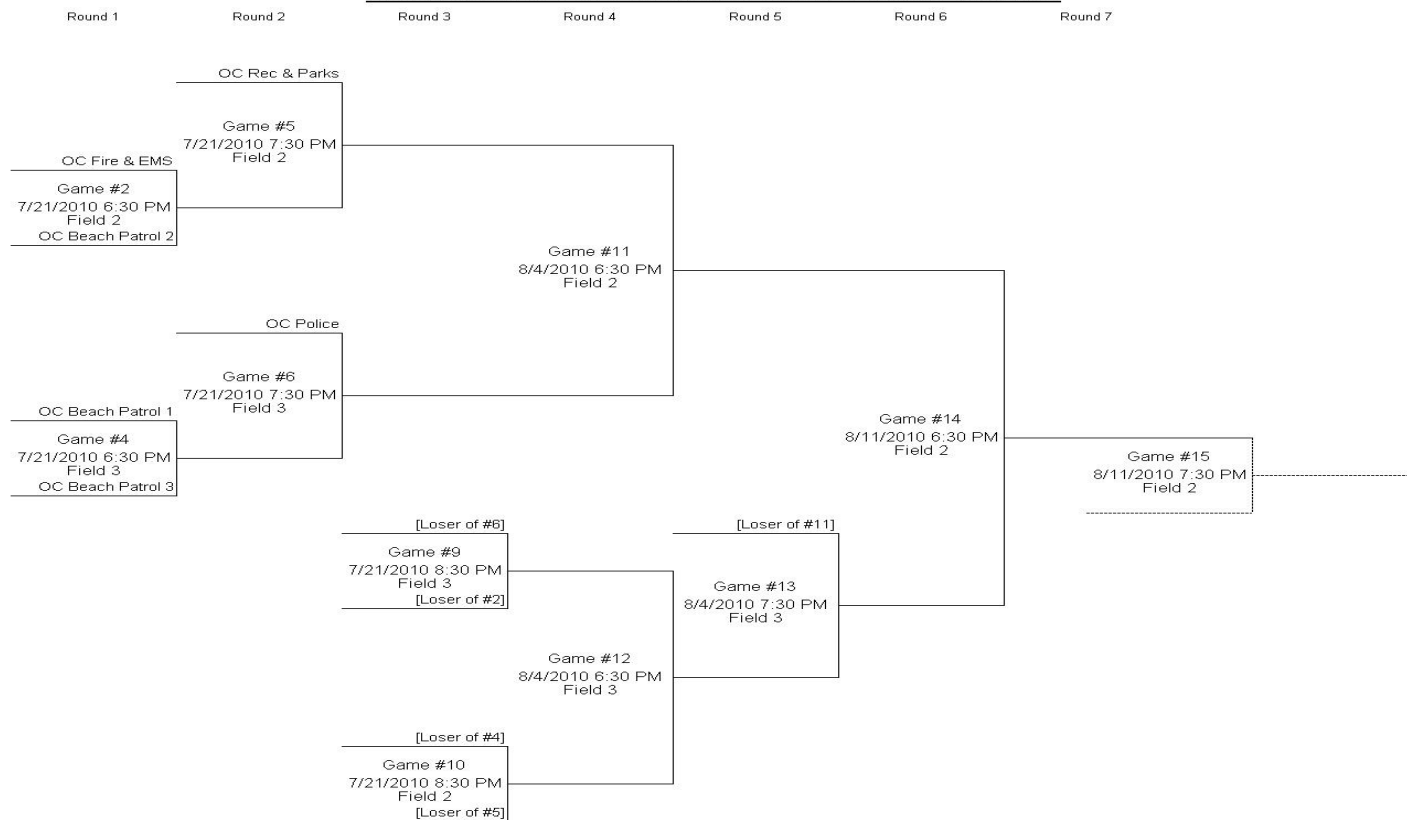 Round 1
Round 2
Round 3
Round 4
Round 5
Round 6
Round 7
OC Rec & Parks
Game #5
7/21/2010 7:30 PM
Field 2
OC Fire & EMS
Game #2
7/21/2010 6:30 PM
Field 2
OC Beach Patrol 2
Game #11
8/4/2010 6:30 PM
Field 2
OC Police
Game #6
7/21/2010 7:30 PM
Field 3
OC Beach Patrol 1
Game #4
7/21/2010 6:30 PM
Field 3
OC Beach Patrol 3
Game #14
8/11/2010 6:30 PM
Field 2
Game #15
8/11/2010 7:30 PM
Field 2
[Loser of #6]
Game #9
7/21/2010 8:30 PM
Field 3
[Loser of #2]
[Loser of #11]
Game #13
8/4/2010 7:30 PM
Field 3
Game #12
8/4/2010 6:30 PM
Field 3
[Loser of #4]
Game #10
7/21/2010 8:30 PM
Field 2
[Loser of #5]